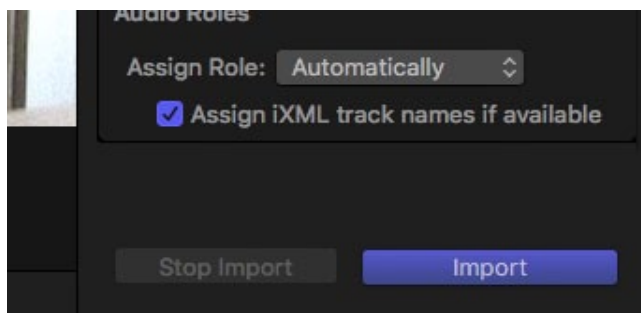 Audio Roles
Assign Role: Automatically
Assign iXML track names if available
Stop Import Import